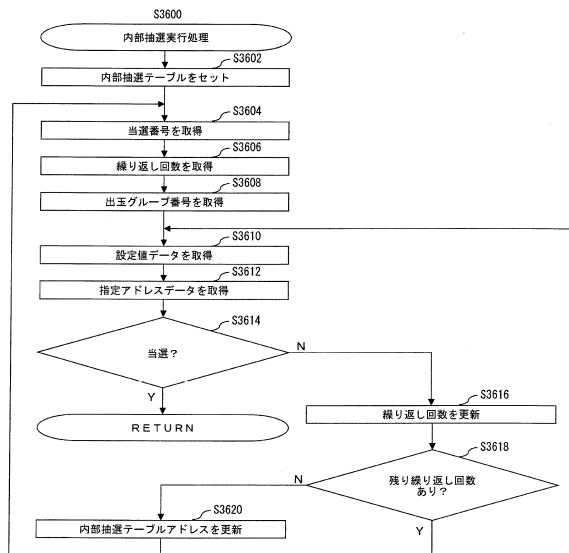 S3600
内部抽選実行処理
S3602
内部抽選テーブルをセット
S3604
当選番号を取得
S3606
繰り返し回数を取得
S3608
出玉グループ番号を取得
S3610
設定値データを取得
S3612
指定アドレスデータを取得
S3614
当選?
N
Y
RETURN
S3616
繰り返し回数を更新
S3618
残り繰り返し回数
あり?
N
Y
S3620
内部抽選テーブルアドレスを更新